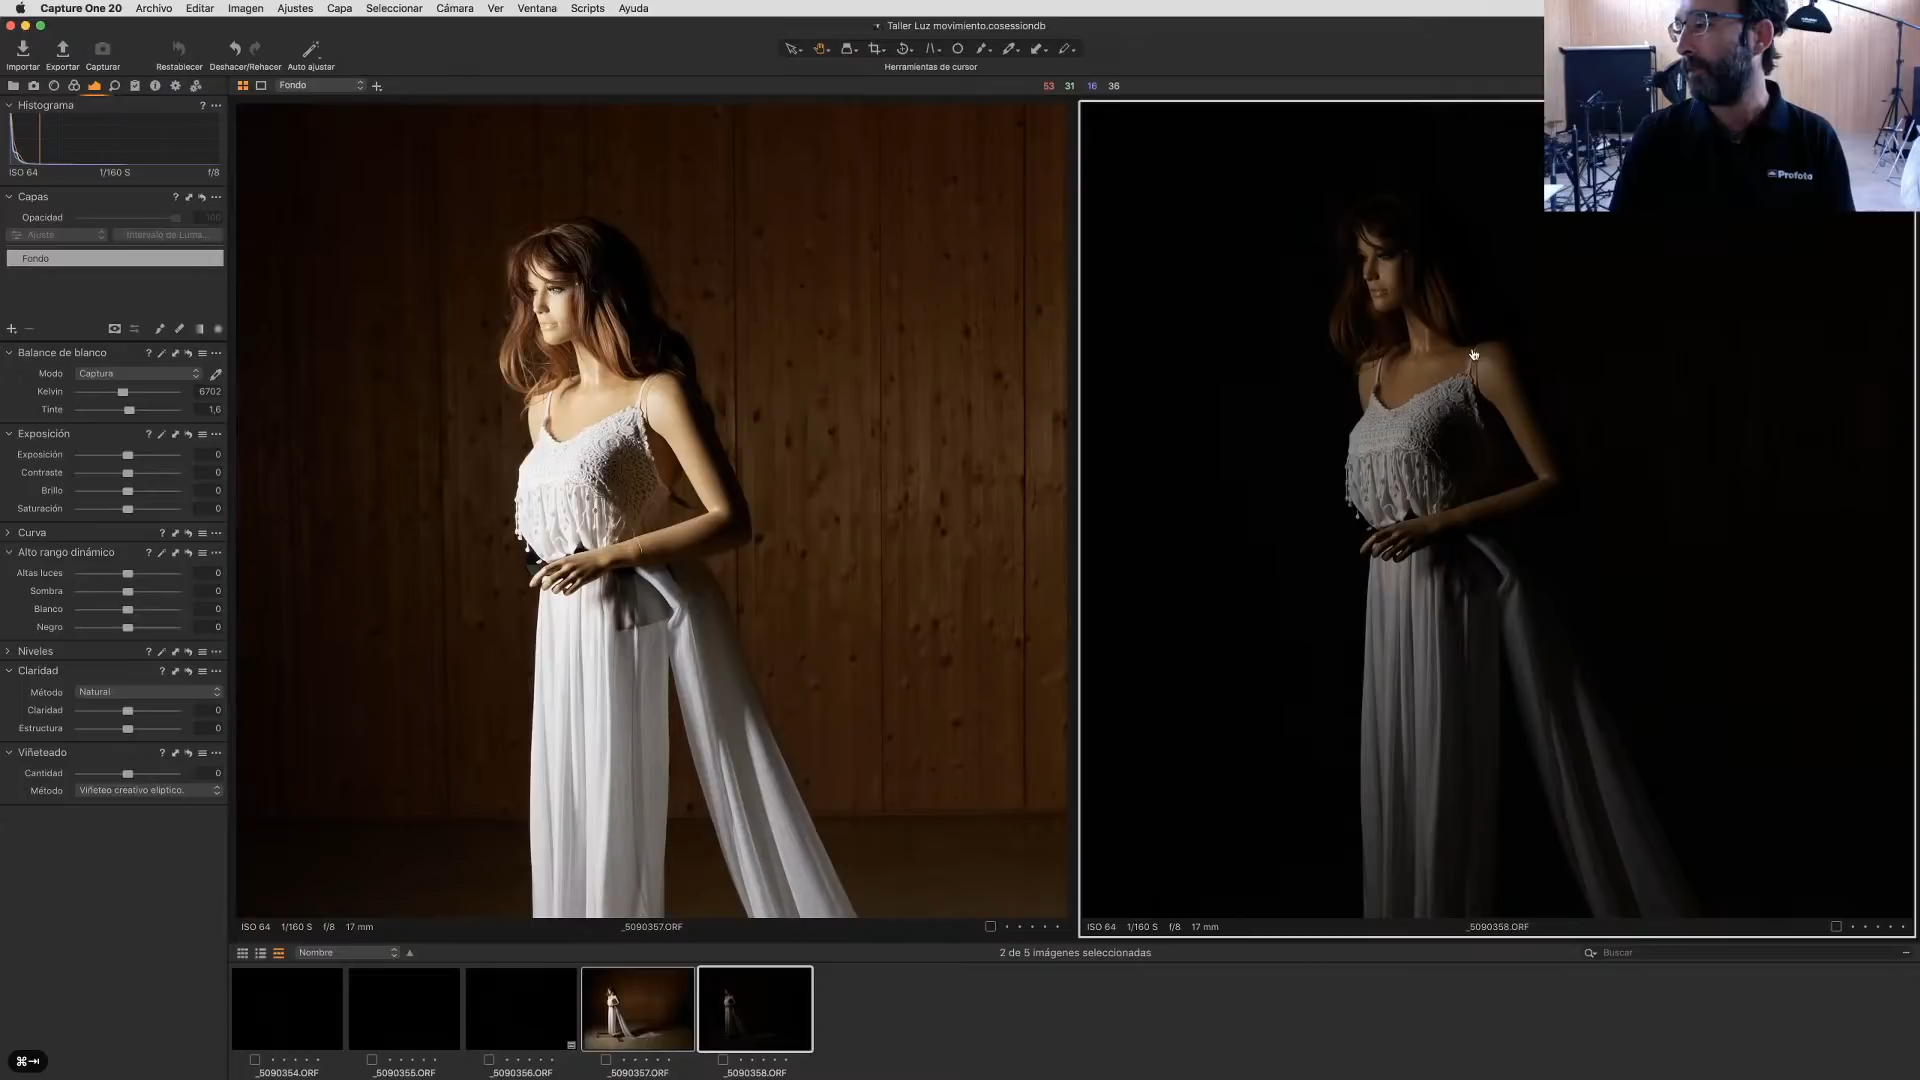 Capture One 20 Archivo Editar Imagen Ajustes Capa Seleccionar Cámara Ver Ventana Scripts Ayuda
Taller Luz movimiento.cosessiondb
Importar Exportar Capturar Restablecer Deshacer/Rehacer Auto ajustar Herramientas de cursor
Fondo 53 31 16 36
Histograma ? ...
ISO 64 1/160 S f/8
Capas ? ...
Opacidad 100
Ajuste Intervalo de Luma...
Fondo
Balance de blanco ? ...
Modo Captura
Kelvin 6702
Tinte 1,6
Exposición ? ...
Exposición 0
Contraste 0
Brillo 0
Saturación 0
Curva ? ...
Alto rango dinámico ? ...
Altas luces 0
Sombra 0
Blanco 0
Negro 0
Niveles ? ...
Claridad ? ...
Método Natural
Claridad 0
Estructura 0
Viñeteado ? ...
Cantidad 0
Método Viñeteo creativo elíptico.
Profoto
ISO 64 1/160 S f/8 17 mm _5090357.ORF
ISO 64 1/160 S f/8 17 mm _5090358.ORF
Nombre 2 de 5 imágenes seleccionadas Buscar
_5090354.ORF _5090355.ORF _5090356.ORF _5090357.ORF _5090358.ORF
⌘⇥